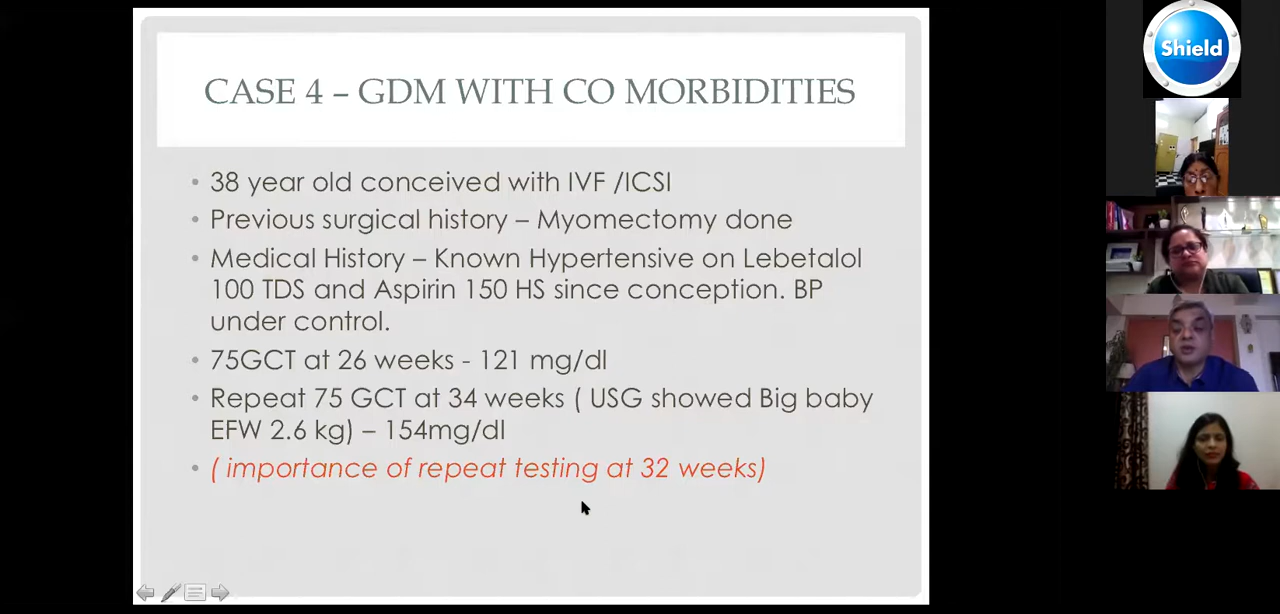 CASE 4 – GDM WITH CO MORBIDITIES
• 38 year old conceived with IVF /ICSI
• Previous surgical history – Myomectomy done
• Medical History – Known Hypertensive on Lebetalol
100 TDS and Aspirin 150 HS since conception. BP
under control.
• 75GCT at 26 weeks - 121 mg/dl
• Repeat 75 GCT at 34 weeks ( USG showed Big baby
EFW 2.6 kg) – 154mg/dl
• ( importance of repeat testing at 32 weeks)
Shield